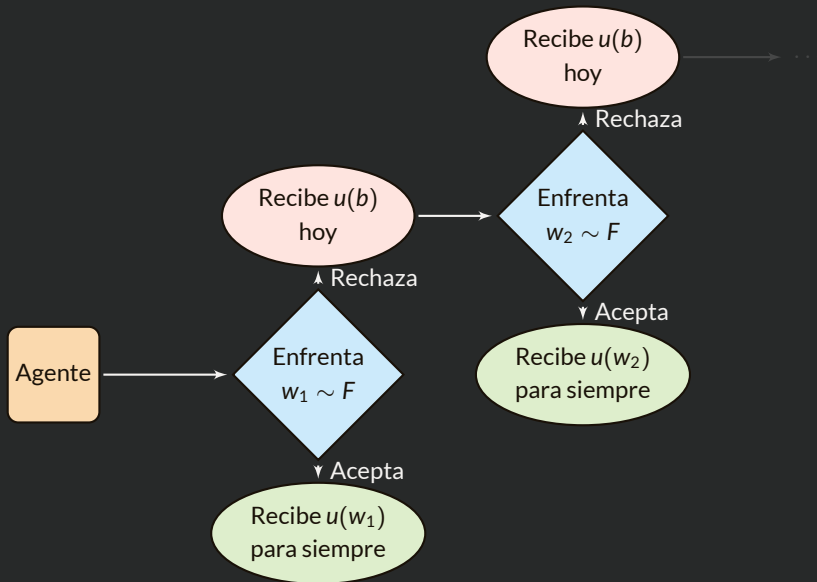 Recibe u(b)
hoy
Rechaza
Recibe u(b)
hoy
Enfrenta
w₂ ∼ F
Rechaza
Acepta
Agente
Enfrenta
w₁ ∼ F
Recibe u(w₂)
para siempre
Acepta
Recibe u(w₁)
para siempre